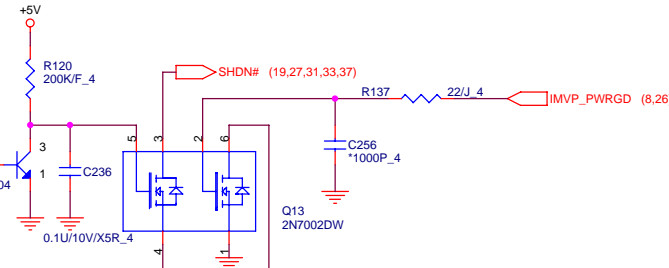 +5V
R120
200K/F_4
SHDN# (19,27,31,33,37)
R137
22/J_4
IMVP_PWRGD (8,26
5
3
2
6
3
1
C236
C256
*1000P_4
04
Q13
2N7002DW
0.1U/10V/X5R_4
4
1